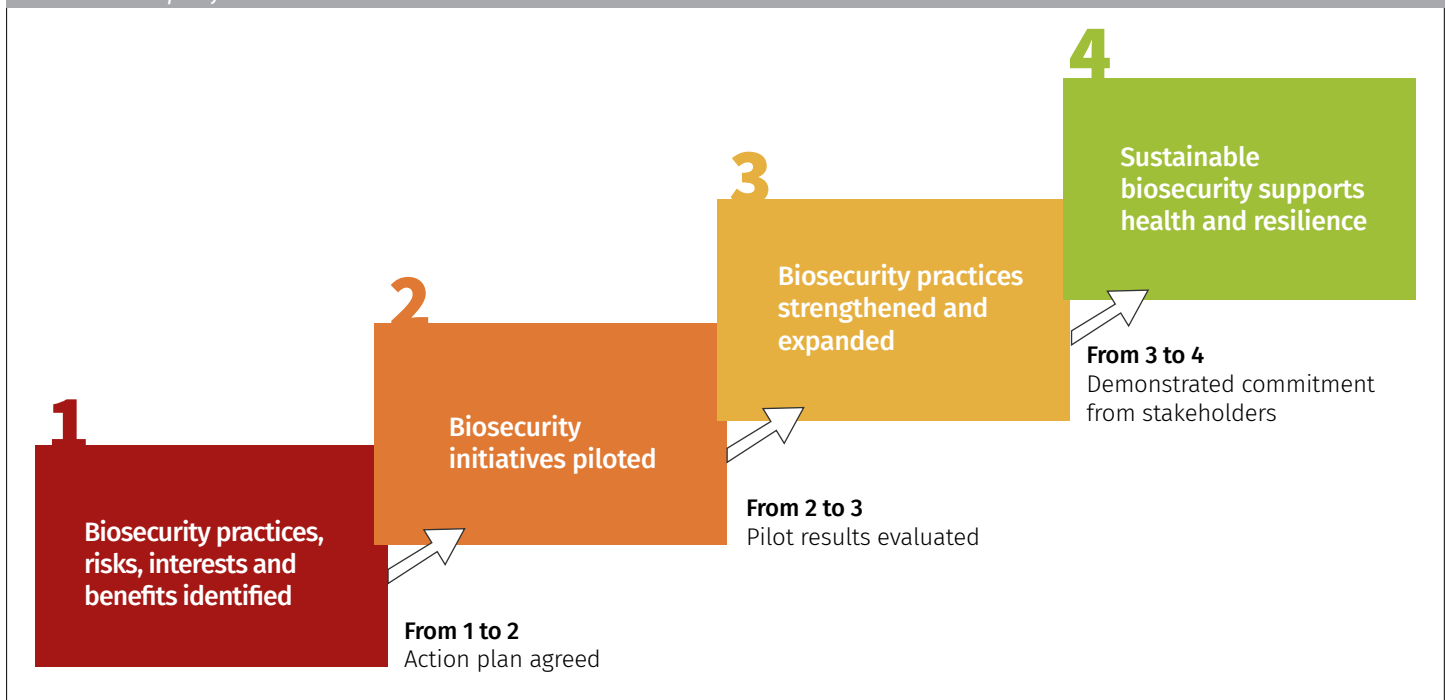 1
Biosecurity practices,
risks, interests and
benefits identified
From 1 to 2
Action plan agreed
2
Biosecurity
initiatives piloted
From 2 to 3
Pilot results evaluated
3
Biosecurity practices
strengthened and
expanded
From 3 to 4
Demonstrated commitment
from stakeholders
4
Sustainable
biosecurity supports
health and resilience